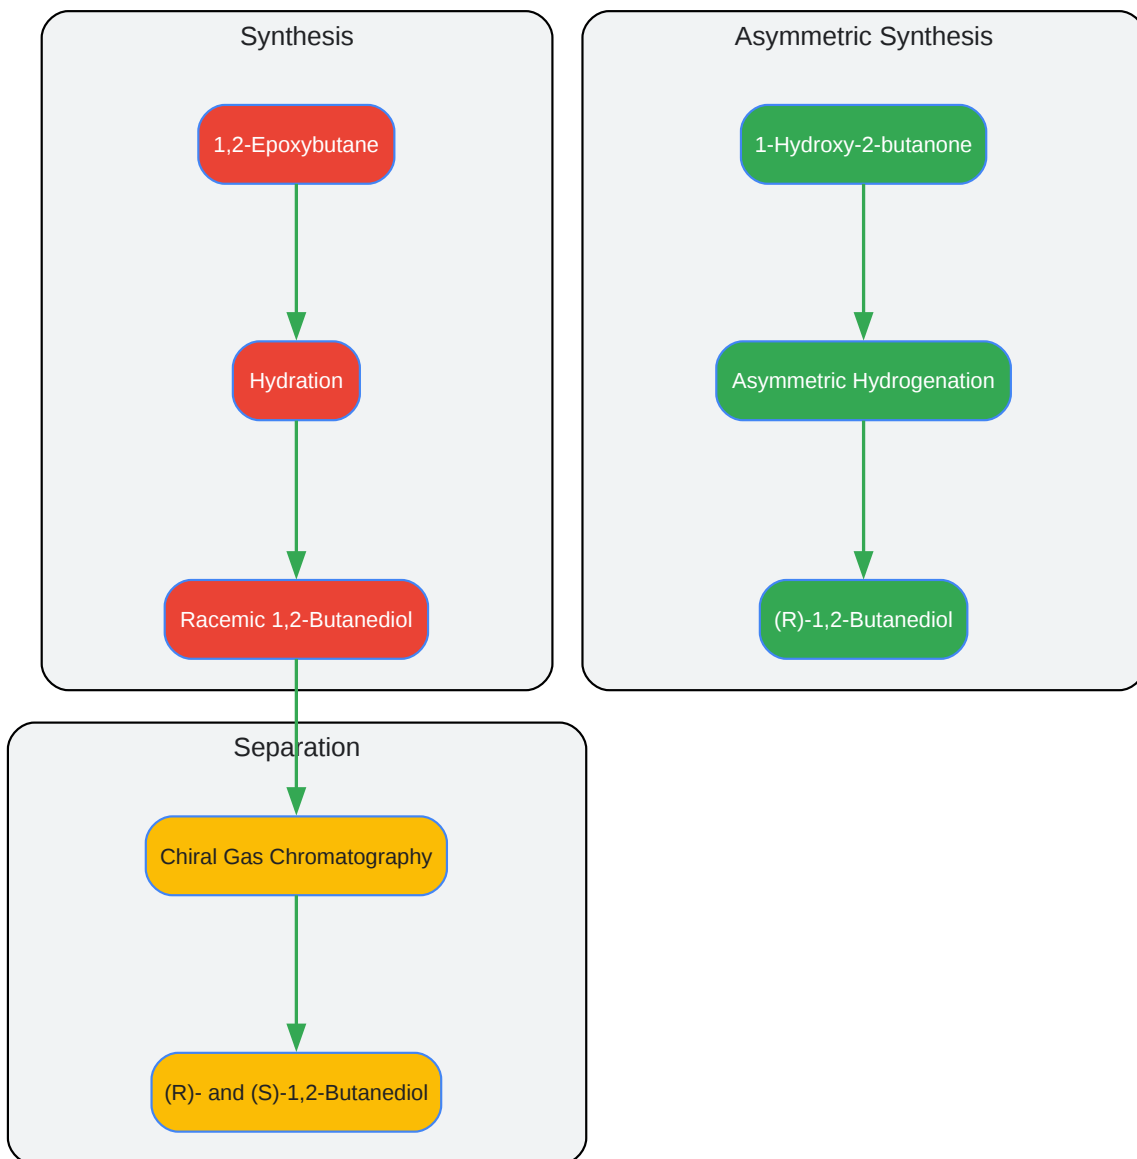 Synthesis
1,2-Epoxybutane
Hydration
Racemic 1,2-Butanediol
Asymmetric Synthesis
1-Hydroxy-2-butanone
Asymmetric Hydrogenation
(R)-1,2-Butanediol
Separation
Chiral Gas Chromatography
(R)- and (S)-1,2-Butanediol